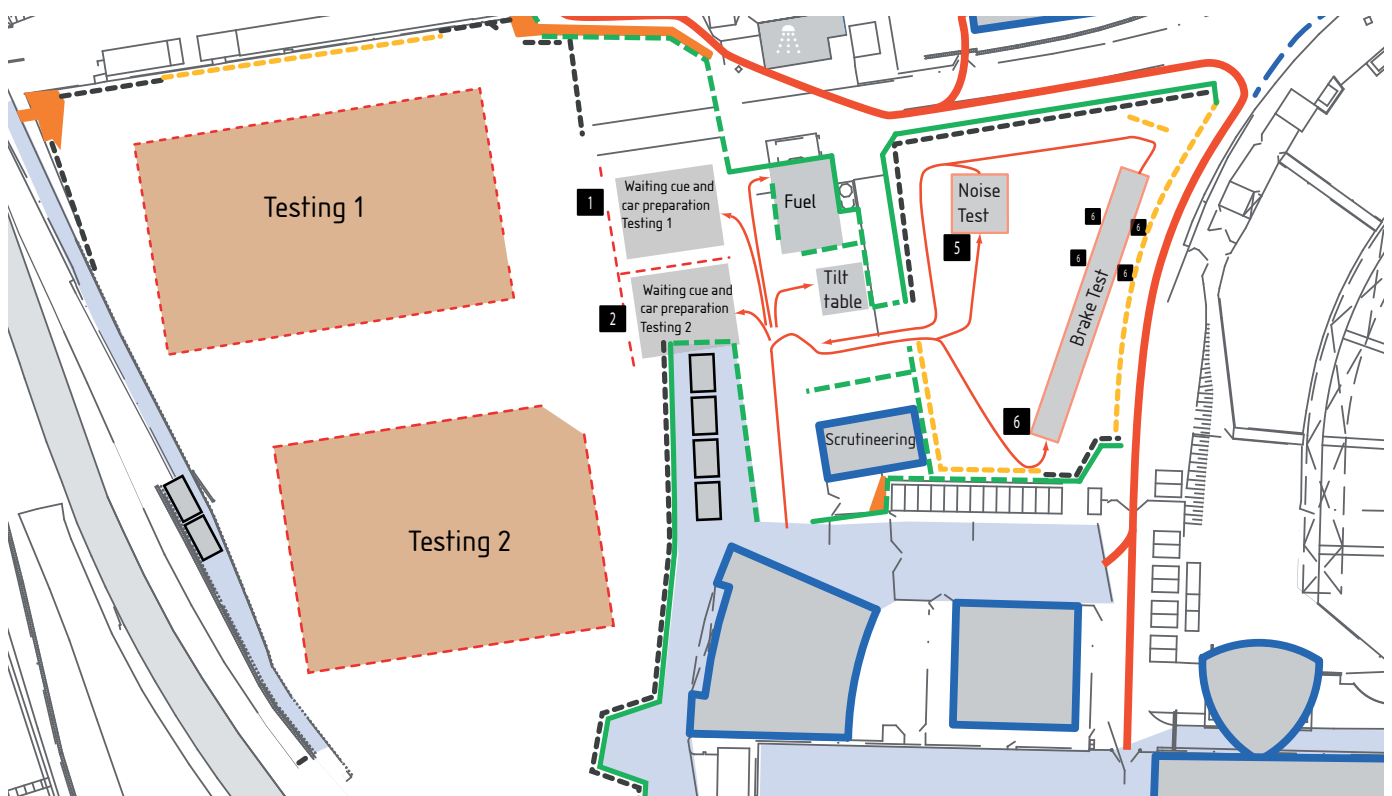 Testing 1
1
Waiting cue and
car preparation
Testing 1
Fuel
Noise
Test
5
6
6
6
6
Brake Test
2
Waiting cue and
car preparation
Testing 2
Tilt
table
6
Scrutineering
Testing 2